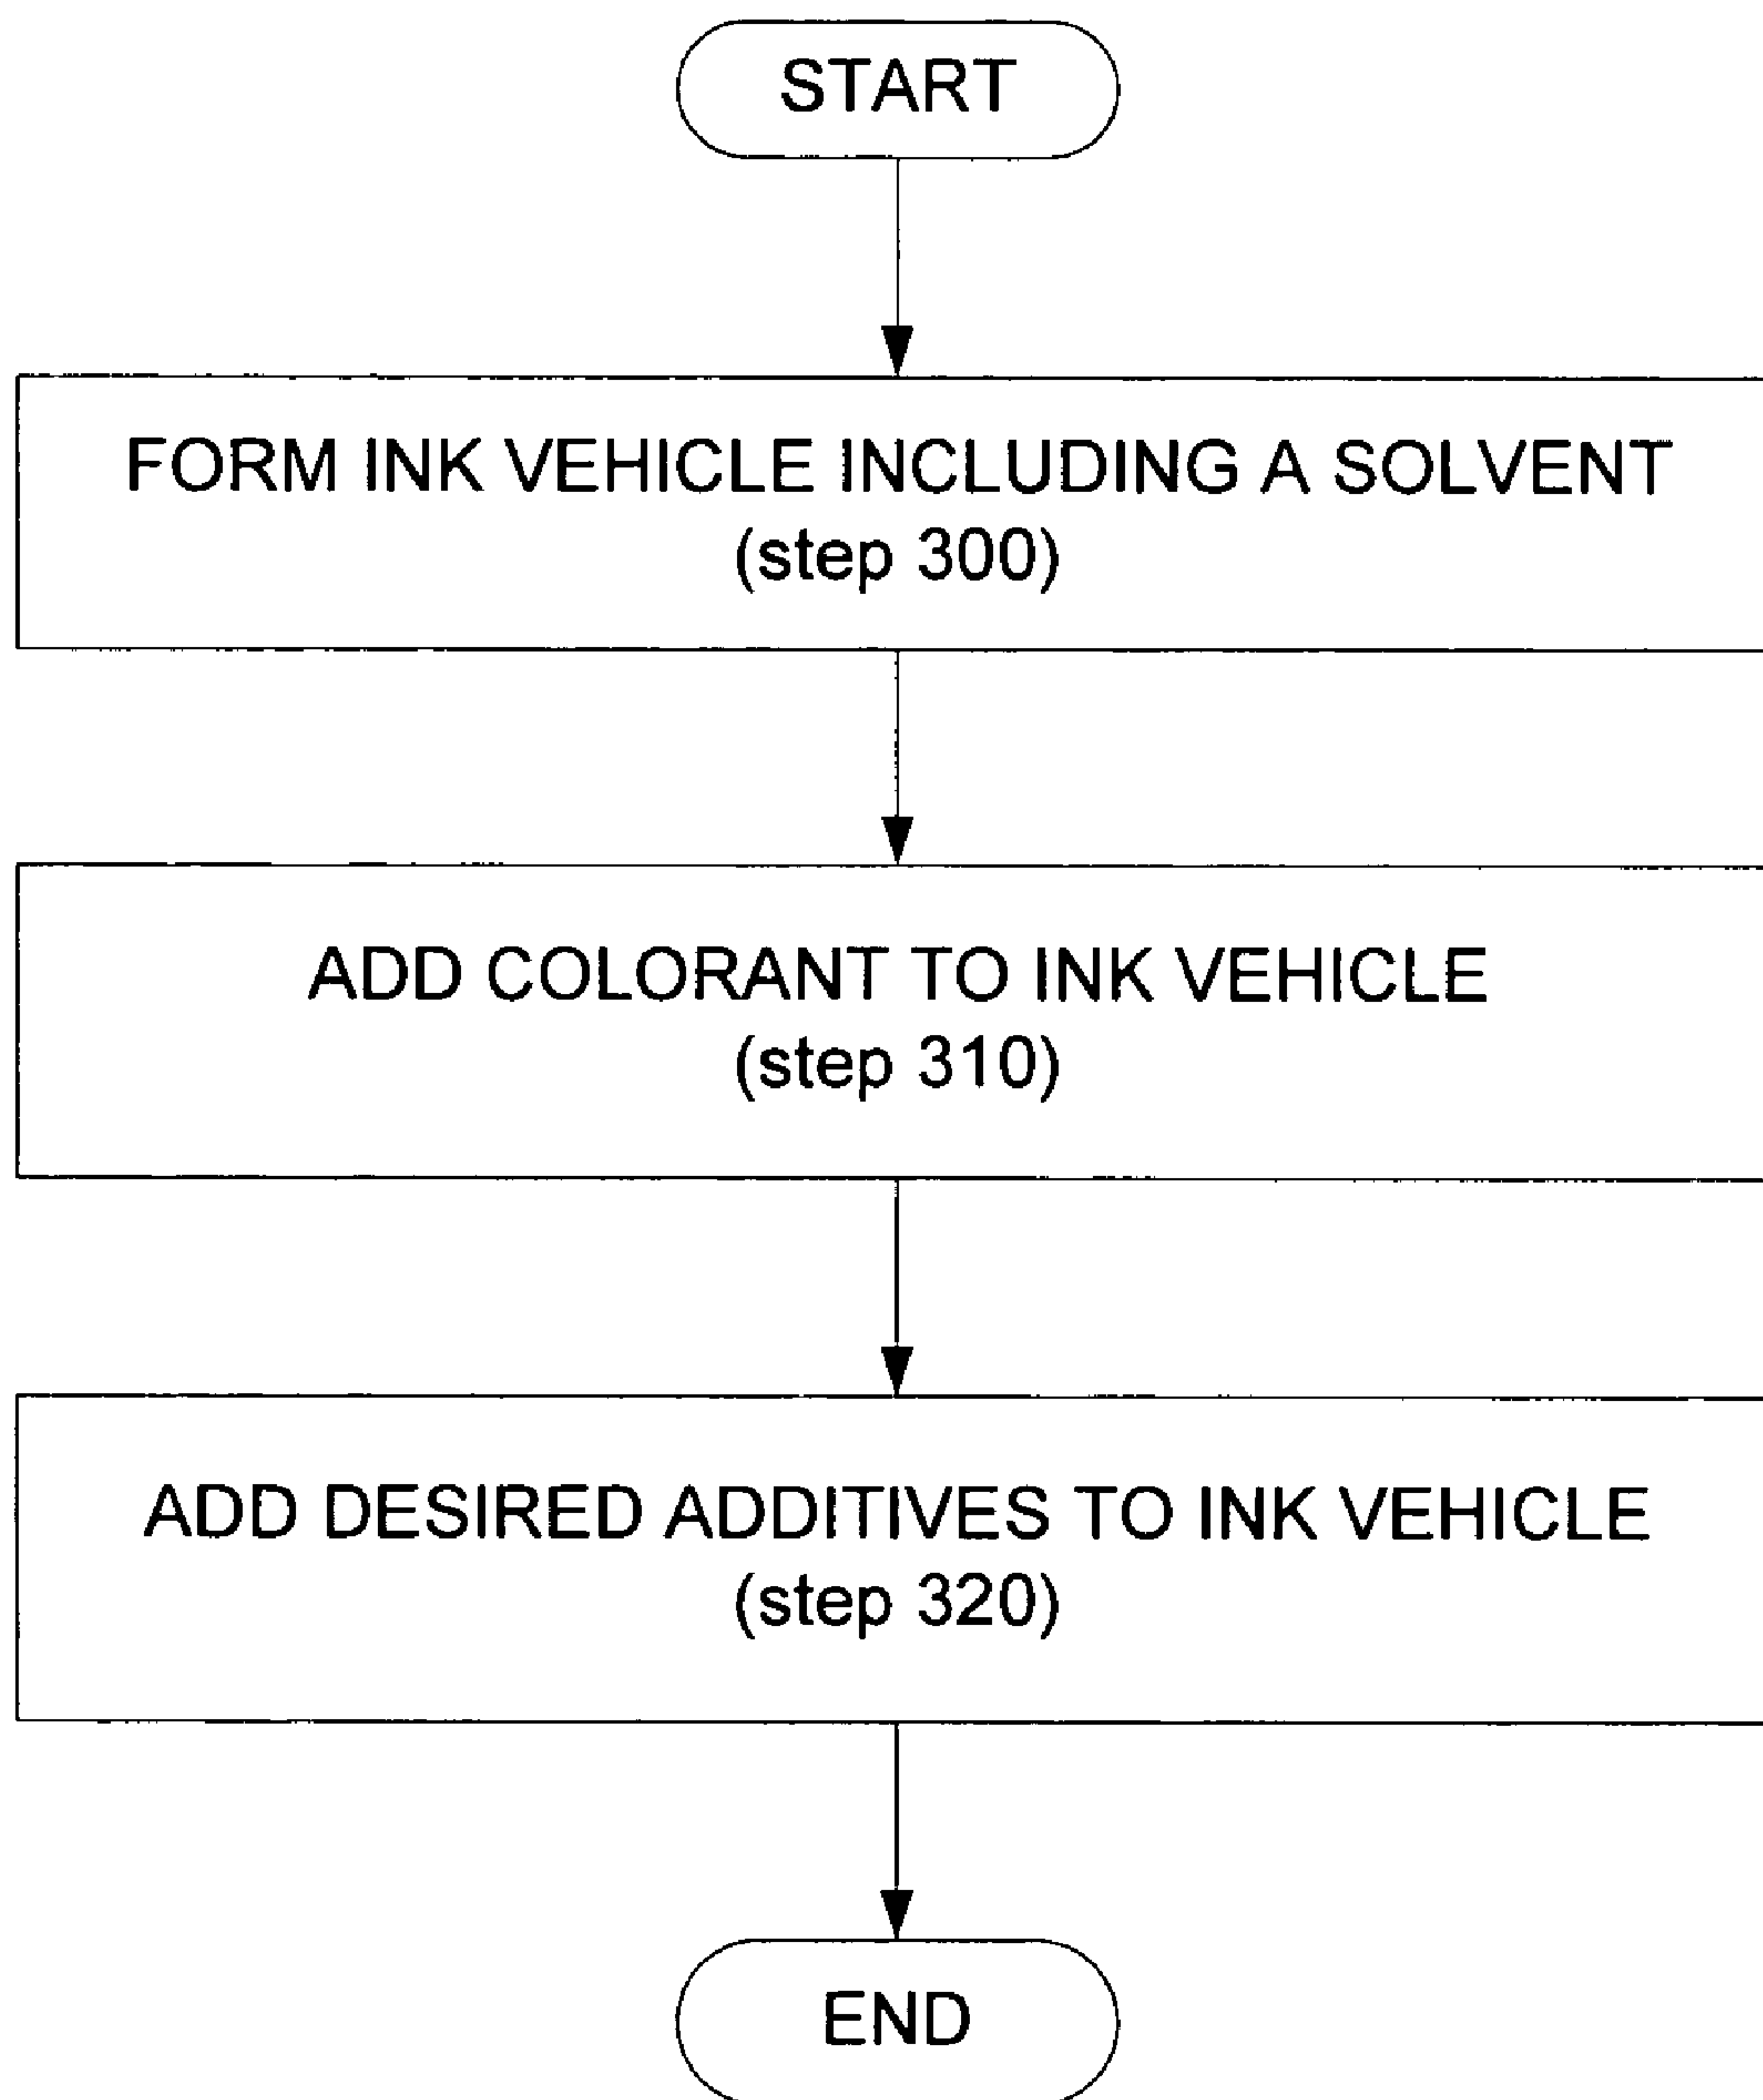 START
FORM INK VEHICLE INCLUDING A SOLVENT
(step 300)
ADD COLORANT TO INK VEHICLE
(step 310)
ADD DESIRED ADDITIVES TO INK VEHICLE
(step 320)
END